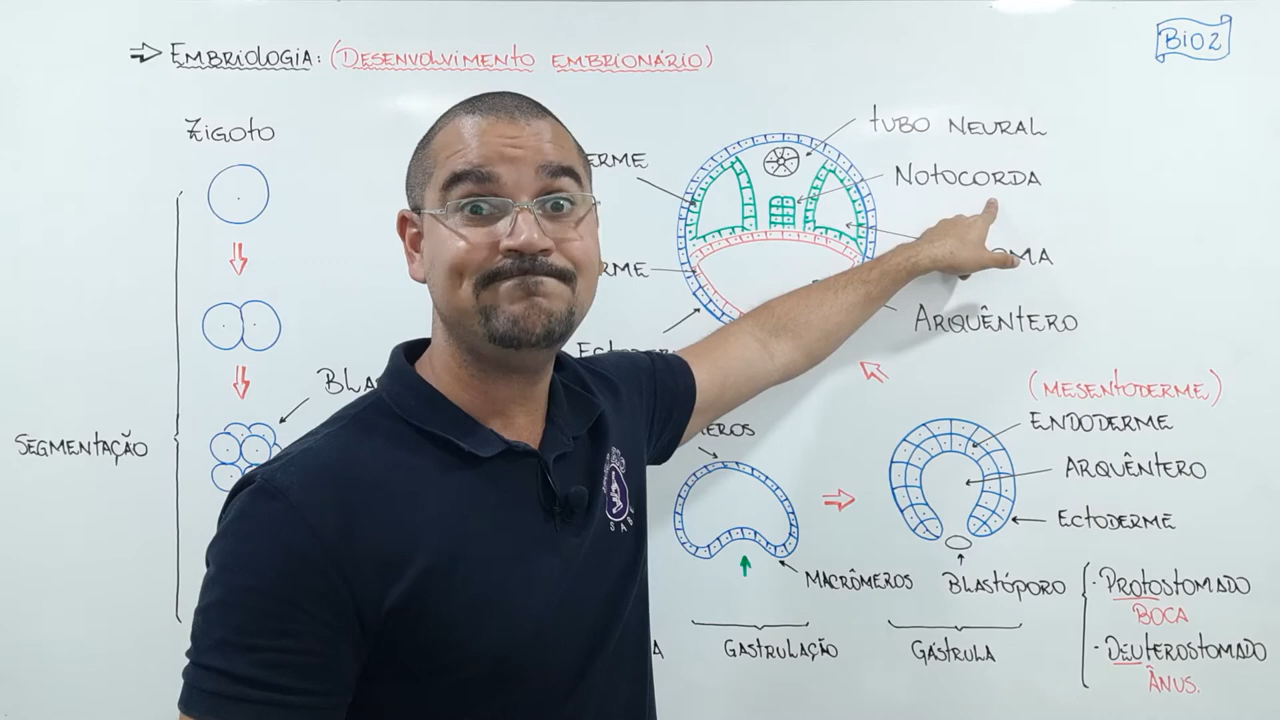 ⇒ EMBRIOLOGIA: (DESENVOLVIMENTO EMBRIONÁRIO)
BIO2
ZIGOTO
TUBO NEURAL
NOTOCORDA
ARQUÊNTERO
SEGMENTAÇÃO
(MESENTODERME)
ENDODERME
ARQUÊNTERO
ECTODERME
MACRÔMEROS
BLASTÓPORO
· PROTOSTOMADO
BOCA
· DEUTEROSTOMADO
ÂNUS.
GASTRULAÇÃO
GÁSTRULA